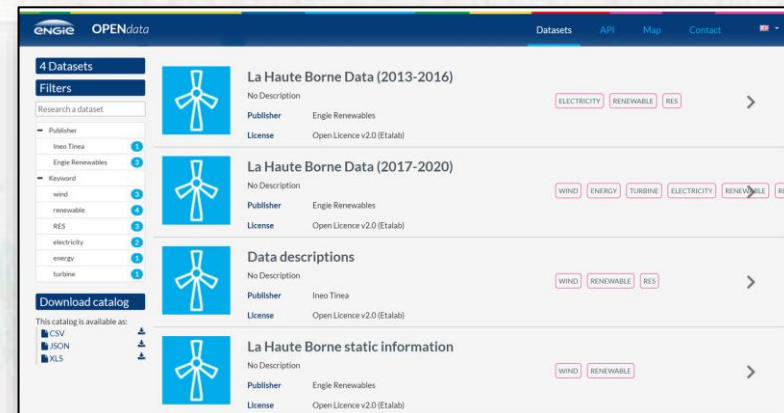 ENGIE OPENdata
Datasets API Map Contact
4 Datasets
Filters
Research a dataset
Publisher
Ineo Tinea 1
Engie Renewables 3
Keyword
wind 3
renewable 4
RES 3
electricity 2
energy 1
turbine 1
Download catalog
This catalog is available as:
CSV
JSON
XLS
La Haute Borne Data (2013-2016)
No Description
Publisher Engie Renewables
License Open Licence v2.0 (Etalab)
ELECTRICITY RENEWABLE RES
La Haute Borne Data (2017-2020)
No Description
Publisher Engie Renewables
License Open Licence v2.0 (Etalab)
WIND ENERGY TURBINE ELECTRICITY RENEWABLE
Data descriptions
No Description
Publisher Ineo Tinea
License Open Licence v2.0 (Etalab)
WIND RENEWABLE RES
La Haute Borne static information
No Description
Publisher Engie Renewables
License Open Licence v2.0 (Etalab)
WIND RENEWABLE